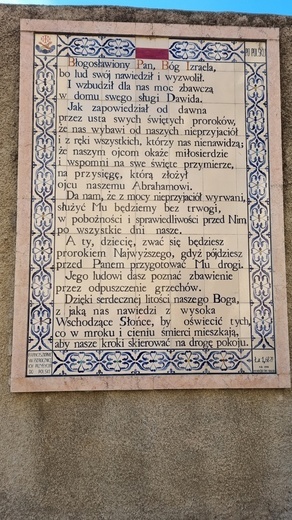 Błogosławiony Pan, Bóg Izraela,
bo lud swój nawiedził i wyzwolił.
I wzbudził dla nas moc zbawczą
w domu swego sługi Dawida.
Jak zapowiedział od dawna
przez usta swych świętych proroków,
że nas wybawi od naszych nieprzyjaciół
i z ręki wszystkich, którzy nas nienawidzą;
że naszym ojcom okaże miłosierdzie
i wspomni na swe święte przymierze,
na przysięgę, którą złożył
ojcu naszemu Abrahamowi.
Da nam, że z mocy nieprzyjaciół wyrwani,
służyć Mu będziemy bez trwogi,
w pobożności i sprawiedliwości przed Nim
po wszystkie dni nasze.
A ty, dziecię, zwać się będziesz
prorokiem Najwyższego, gdyż pójdziesz
przed Panem przygotować Mu drogi.
Jego ludowi dasz poznać zbawienie
przez odpuszczenie grzechów.
Dzięki serdecznej litości naszego Boga,
z jaką nas nawiedzi z wysoka
Wschodzące Słońce, by oświecić tych,
co w mroku i cieniu śmierci mieszkają,
aby nasze kroki skierować na drogę pokoju.